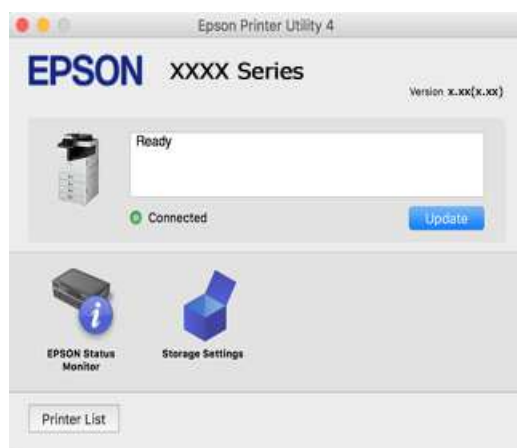 Epson Printer Utility 4
EPSON XXXX Series
Version x.xx(x.xx)
Ready
Connected
Update
EPSON Status
Monitor
Storage Settings
Printer List